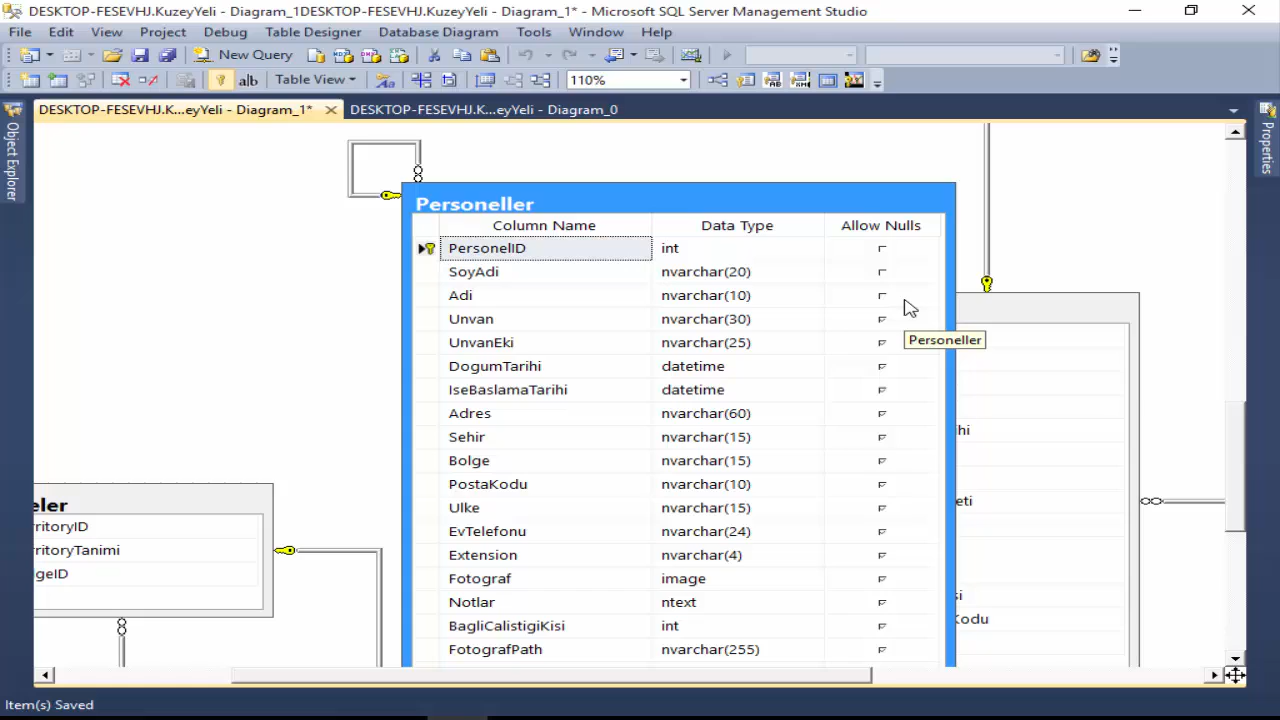 DESKTOP-FESEVHJ.KuzeyYeli - Diagram_1DESKTOP-FESEVHJ.KuzeyYeli - Diagram_1* - Microsoft SQL Server Management Studio
File Edit View Project Debug Table Designer Database Diagram Tools Window Help
New Query
Table View 110%
DESKTOP-FESEVHJ.K...eyYeli - Diagram_1* DESKTOP-FESEVHJ.K...eyYeli - Diagram_0
Object Explorer
Properties
Personeller
Column Name Data Type Allow Nulls
PersonelID int
SoyAdi nvarchar(20)
Adi nvarchar(10)
Unvan nvarchar(30)
UnvanEki nvarchar(25)
DogumTarihi datetime
IseBaslamaTarihi datetime
Adres nvarchar(60)
Sehir nvarchar(15)
Bolge nvarchar(15)
PostaKodu nvarchar(10)
Ulke nvarchar(15)
EvTelefonu nvarchar(24)
Extension nvarchar(4)
Fotograf image
Notlar ntext
BagliCalistigiKisi int
FotografPath nvarchar(255)
Personeller
eler
rritoryID
rritoryTanimi
lgeID
ihi
eti
si
Kodu
Item(s) Saved